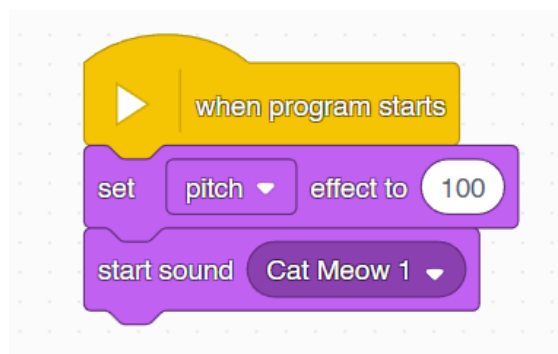 when program starts
set pitch effect to 100
start sound Cat Meow 1